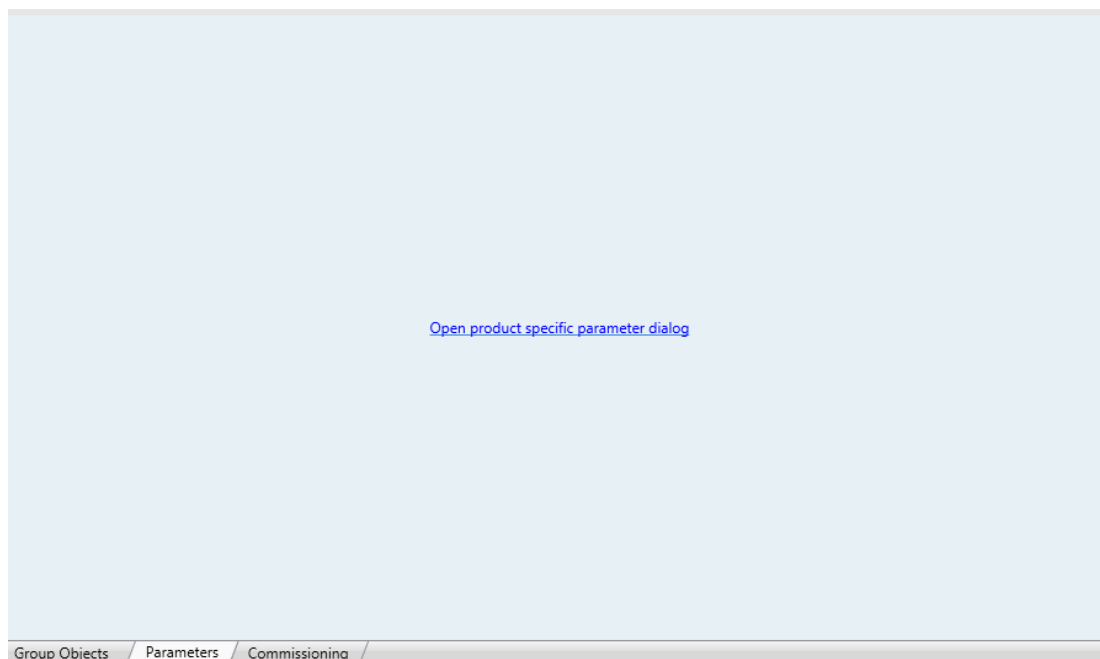 Open product specific parameter dialog
Group Objects / Parameters / Commissioning /